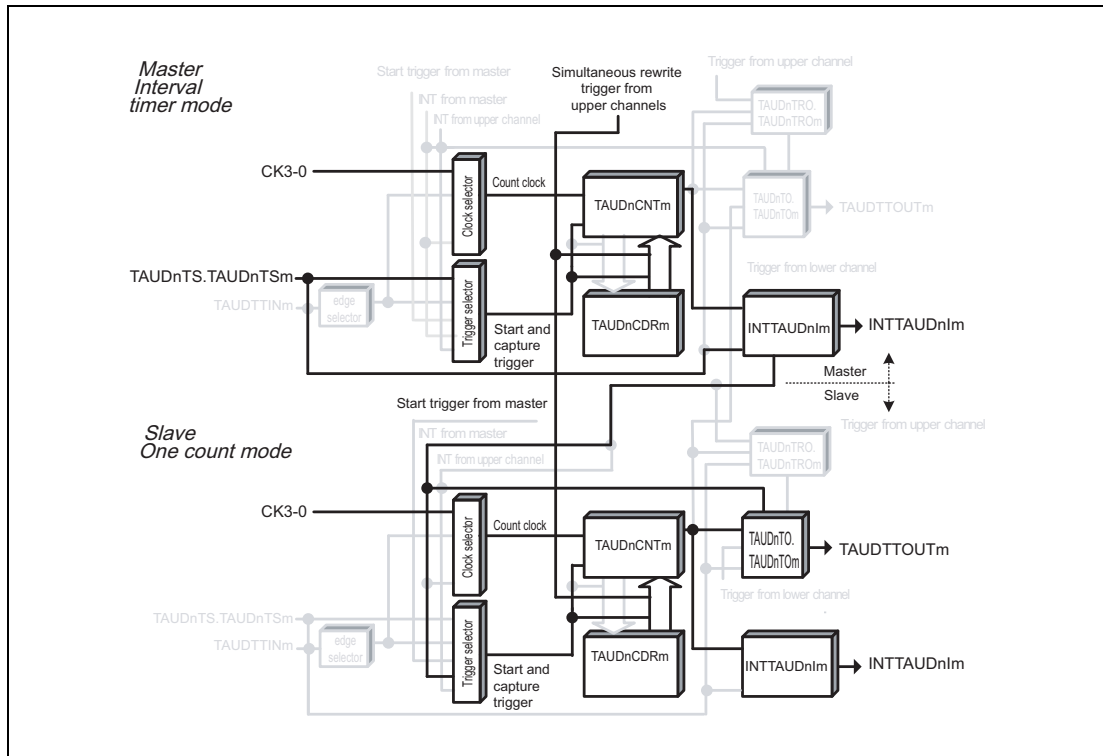 Master
Interval
timer mode
Start trigger from master
INT from master
INT from upper channel
Simultaneous rewrite
trigger from
upper channels
Trigger from upper channel
TAUDnTRO.
TAUDnTROm
CK3-0
Clock selector
Count clock
TAUDnCNTm
TAUDnTO.
TAUDnTOm
TAUDTTOUTm
TAUDnTS.TAUDnTSm
TAUDTTINm
edge
selector
Trigger selector
Start and
capture
trigger
TAUDnCDRm
Trigger from lower channel
INTTAUDnIm
INTTAUDnIm
Master
Slave
Slave
One count mode
Start trigger from master
INT from master
INT from upper channel
Trigger from upper channel
TAUDnTRO.
TAUDnTROm
CK3-0
Clock selector
Count clock
TAUDnCNTm
TAUDnTO.
TAUDnTOm
TAUDTTOUTm
Trigger from lower channel
TAUDnTS.TAUDnTSm
TAUDTTINm
edge
selector
Trigger selector
Start and
capture
trigger
TAUDnCDRm
INTTAUDnIm
INTTAUDnIm